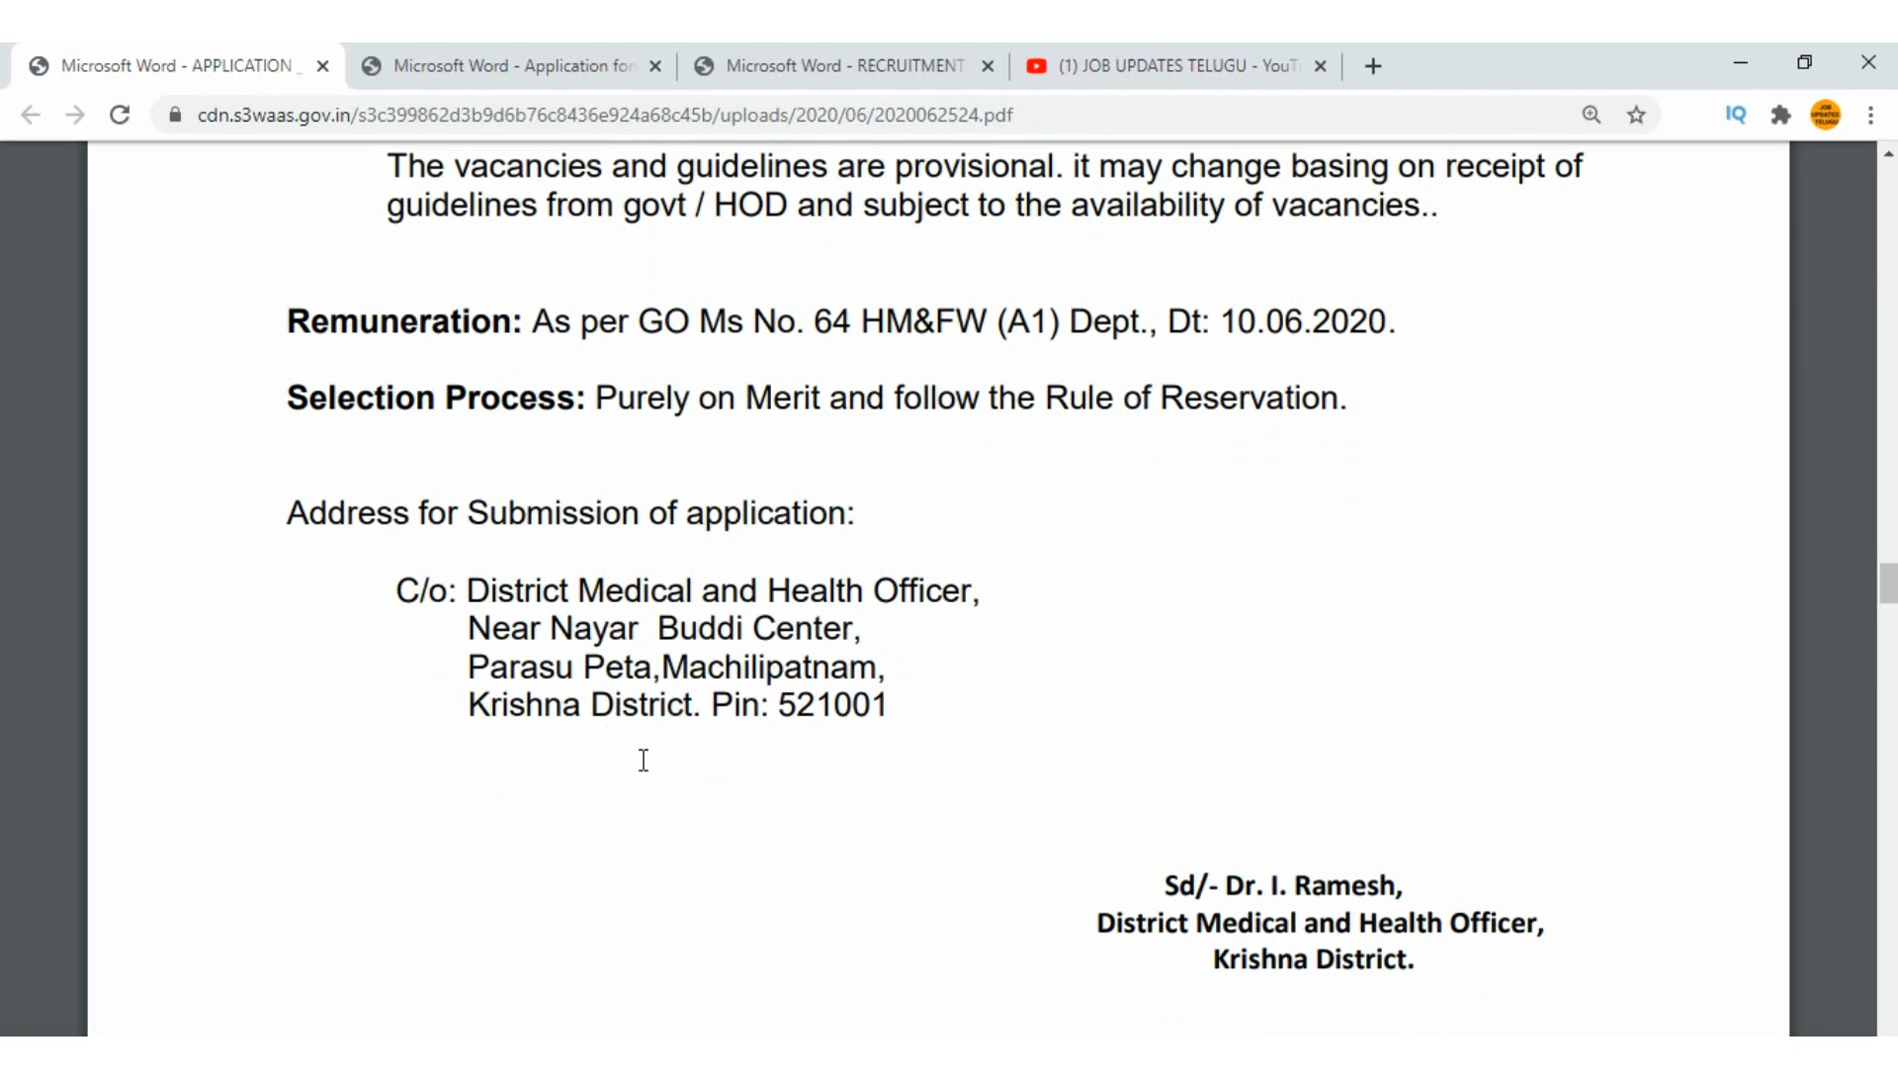 Microsoft Word - APPLICATION _
Microsoft Word - Application for
Microsoft Word - RECRUITMENT
(1) JOB UPDATES TELUGU - YouT
cdn.s3waas.gov.in/s3c399862d3b9d6b76c8436e924a68c45b/uploads/2020/06/2020062524.pdf
IQ
JOB
UPDATES
TELUGU
The vacancies and guidelines are provisional. it may change basing on receipt of
guidelines from govt / HOD and subject to the availability of vacancies..
Remuneration: As per GO Ms No. 64 HM&FW (A1) Dept., Dt: 10.06.2020.
Selection Process: Purely on Merit and follow the Rule of Reservation.
Address for Submission of application:
C/o: District Medical and Health Officer,
Near Nayar  Buddi Center,
Parasu Peta,Machilipatnam,
Krishna District. Pin: 521001
Sd/- Dr. I. Ramesh,
District Medical and Health Officer,
Krishna District.